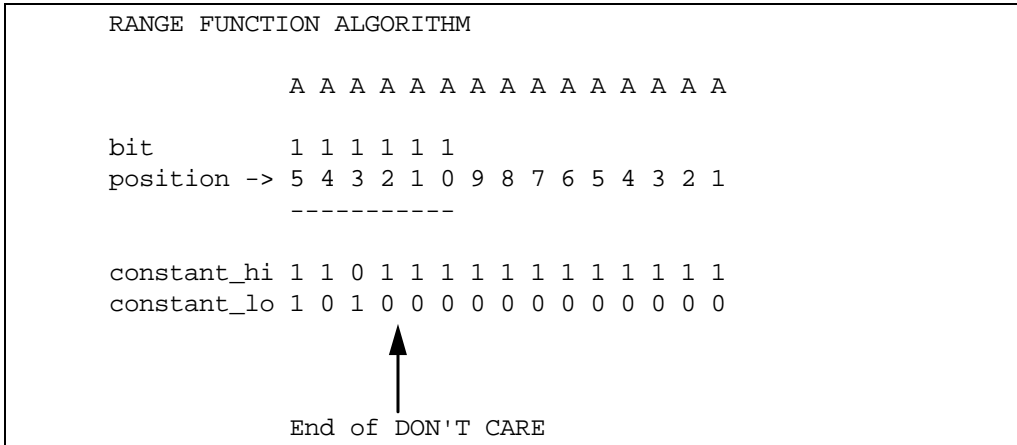 RANGE FUNCTION ALGORITHM
A A A A A A A A A A A A A A A
bit 1 1 1 1 1 1
position -> 5 4 3 2 1 0 9 8 7 6 5 4 3 2 1
-----------
constant_hi 1 1 0 1 1 1 1 1 1 1 1 1 1 1 1
constant_lo 1 0 1 0 0 0 0 0 0 0 0 0 0 0 0
End of DON'T CARE